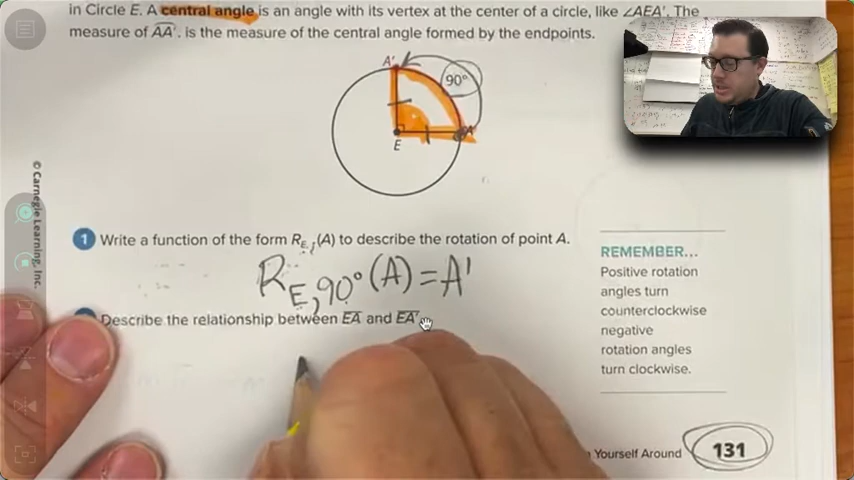 in Circle E. A central angle is an angle with its vertex at the center of a circle, like ∠AEA'. The
measure of AA'. is the measure of the central angle formed by the endpoints.
A'
90°
A
E
© Carnegie Learning, Inc.
1 Write a function of the form R_E,(A) to describe the rotation of point A.
R_E,90° (A) = A'
Describe the relationship between EA and EA'.
REMEMBER...
Positive rotation
angles turn
counterclockwise
negative
rotation angles
turn clockwise.
Yourself Around 131